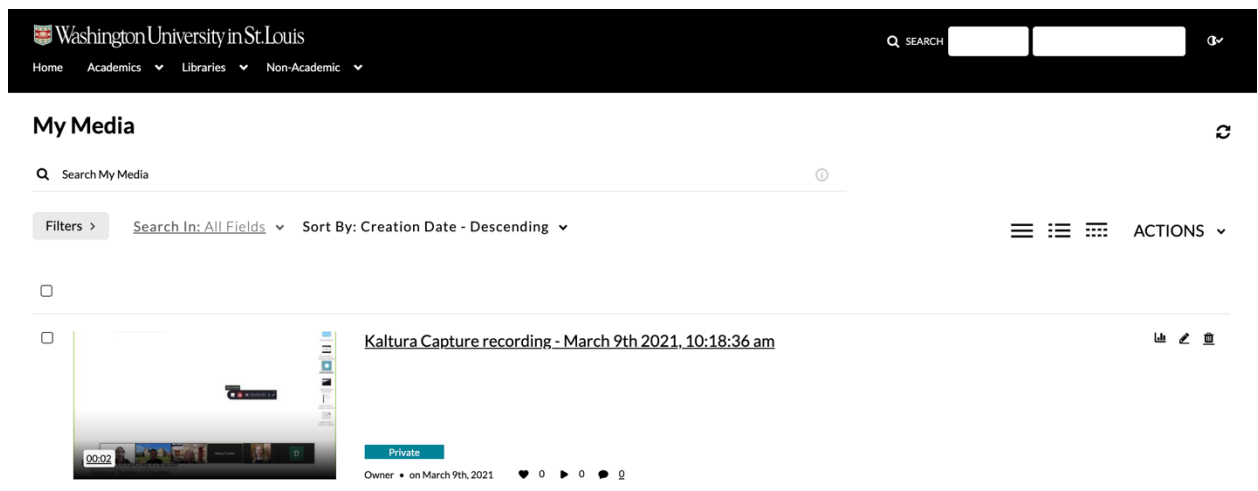 Washington University in St. Louis
SEARCH
Home Academics Libraries Non-Academic
My Media
Search My Media
Filters > Search In: All Fields Sort By: Creation Date - Descending ACTIONS
Kaltura Capture recording - March 9th 2021, 10:18:36 am
00:02
D
Private
Owner • on March 9th, 2021 0 0 0